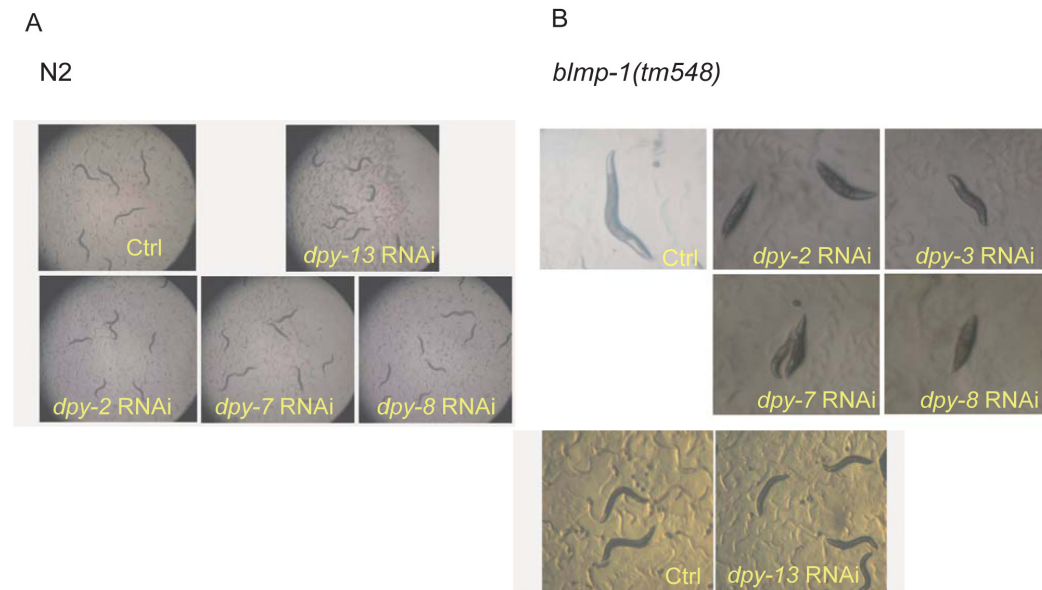 A
N2
Ctrl
dpy-13 RNAi
dpy-2 RNAi
dpy-7 RNAi
dpy-8 RNAi
B
blmp-1(tm548)
Ctrl
dpy-2 RNAi
dpy-3 RNAi
dpy-7 RNAi
dpy-8 RNAi
Ctrl
dpy-13 RNAi